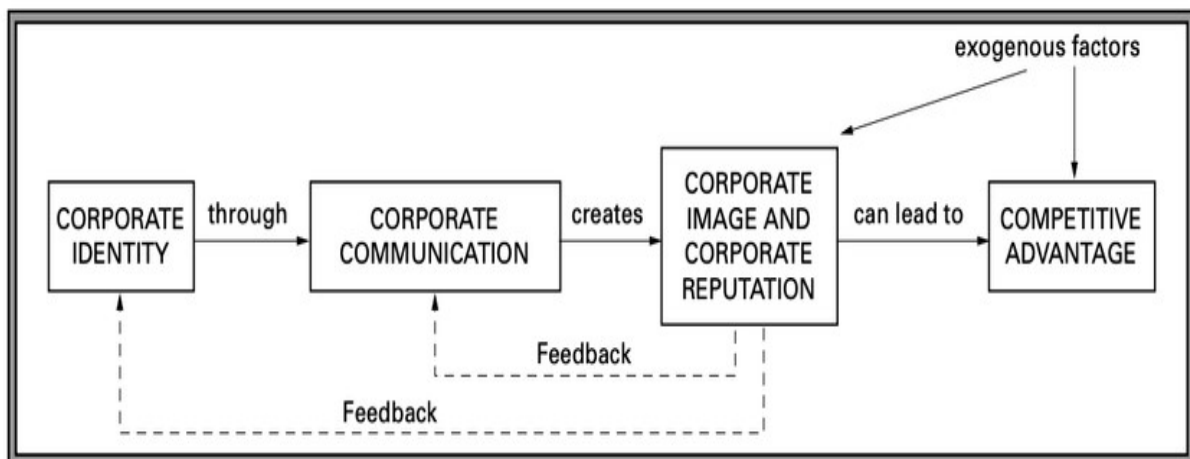 exogenous factors
CORPORATE
IDENTITY
through
CORPORATE
COMMUNICATION
creates
CORPORATE
IMAGE AND
CORPORATE
REPUTATION
can lead to
COMPETITIVE
ADVANTAGE
Feedback
Feedback